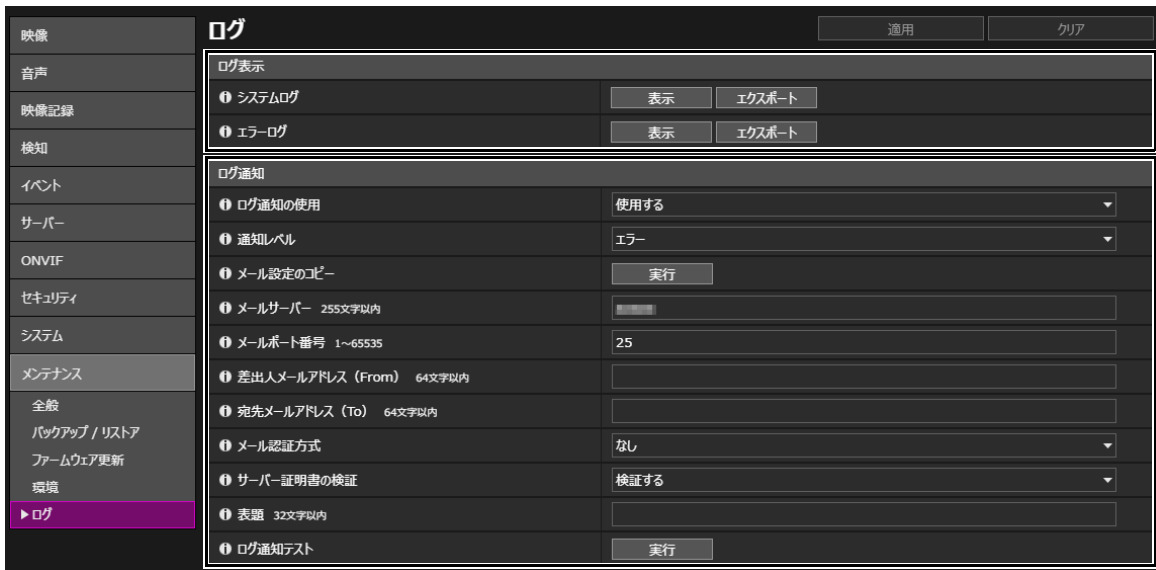 映像
音声
映像記録
検知
イベント
サーバー
ONVIF
セキュリティ
システム
メンテナンス
全般
バックアップ / リストア
ファームウェア更新
環境
▶ログ
ログ
適用
クリア
ログ表示
システムログ 表示 エクスポート
エラーログ 表示 エクスポート
ログ通知
ログ通知の使用 使用する
通知レベル エラー
メール設定のコピー 実行
メールサーバー 255文字以内
メールポート番号 1～65535 25
差出人メールアドレス（From） 64文字以内
宛先メールアドレス（To） 64文字以内
メール認証方式 なし
サーバー証明書の検証 検証する
表題 32文字以内
ログ通知テスト 実行